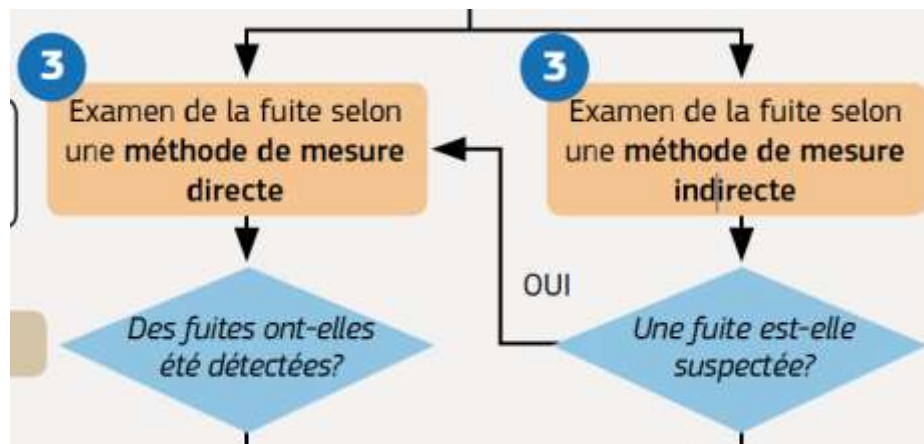 3
Examen de la fuite selon
une méthode de mesure
directe
3
Examen de la fuite selon
une méthode de mesure
indirecte
OUI
Des fuites ont-elles
été détectées?
Une fuite est-elle
suspectée?